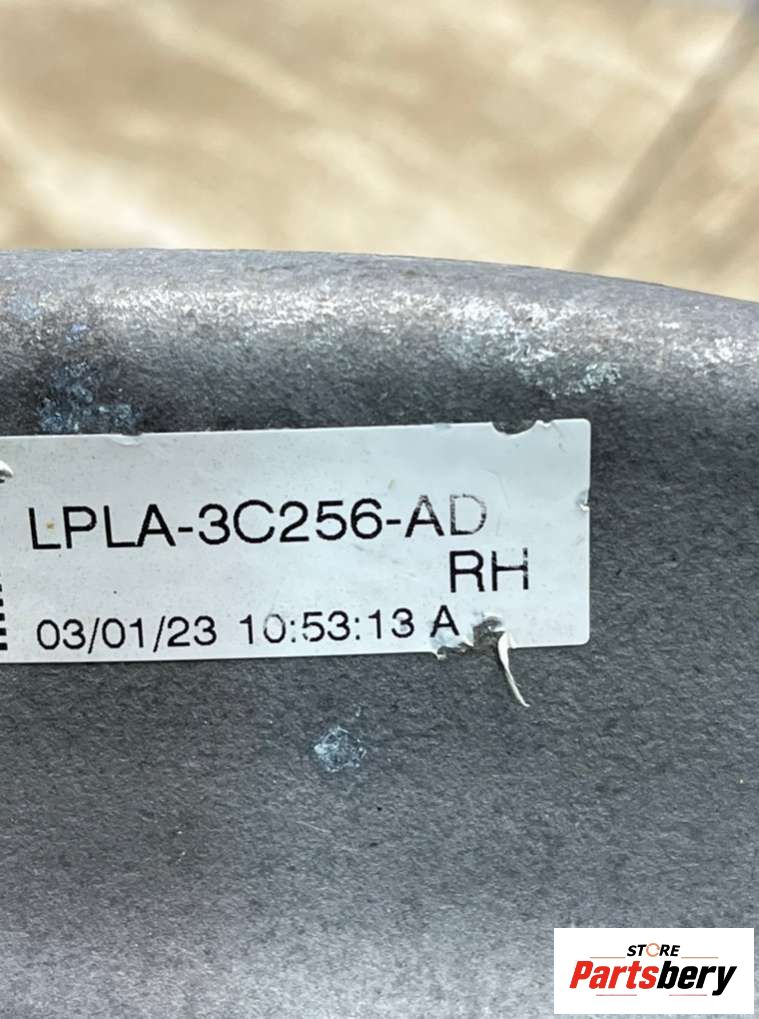 LPLA-3C256-AD
RH
03/01/23 10:53:13 A
STORE
Partsbery